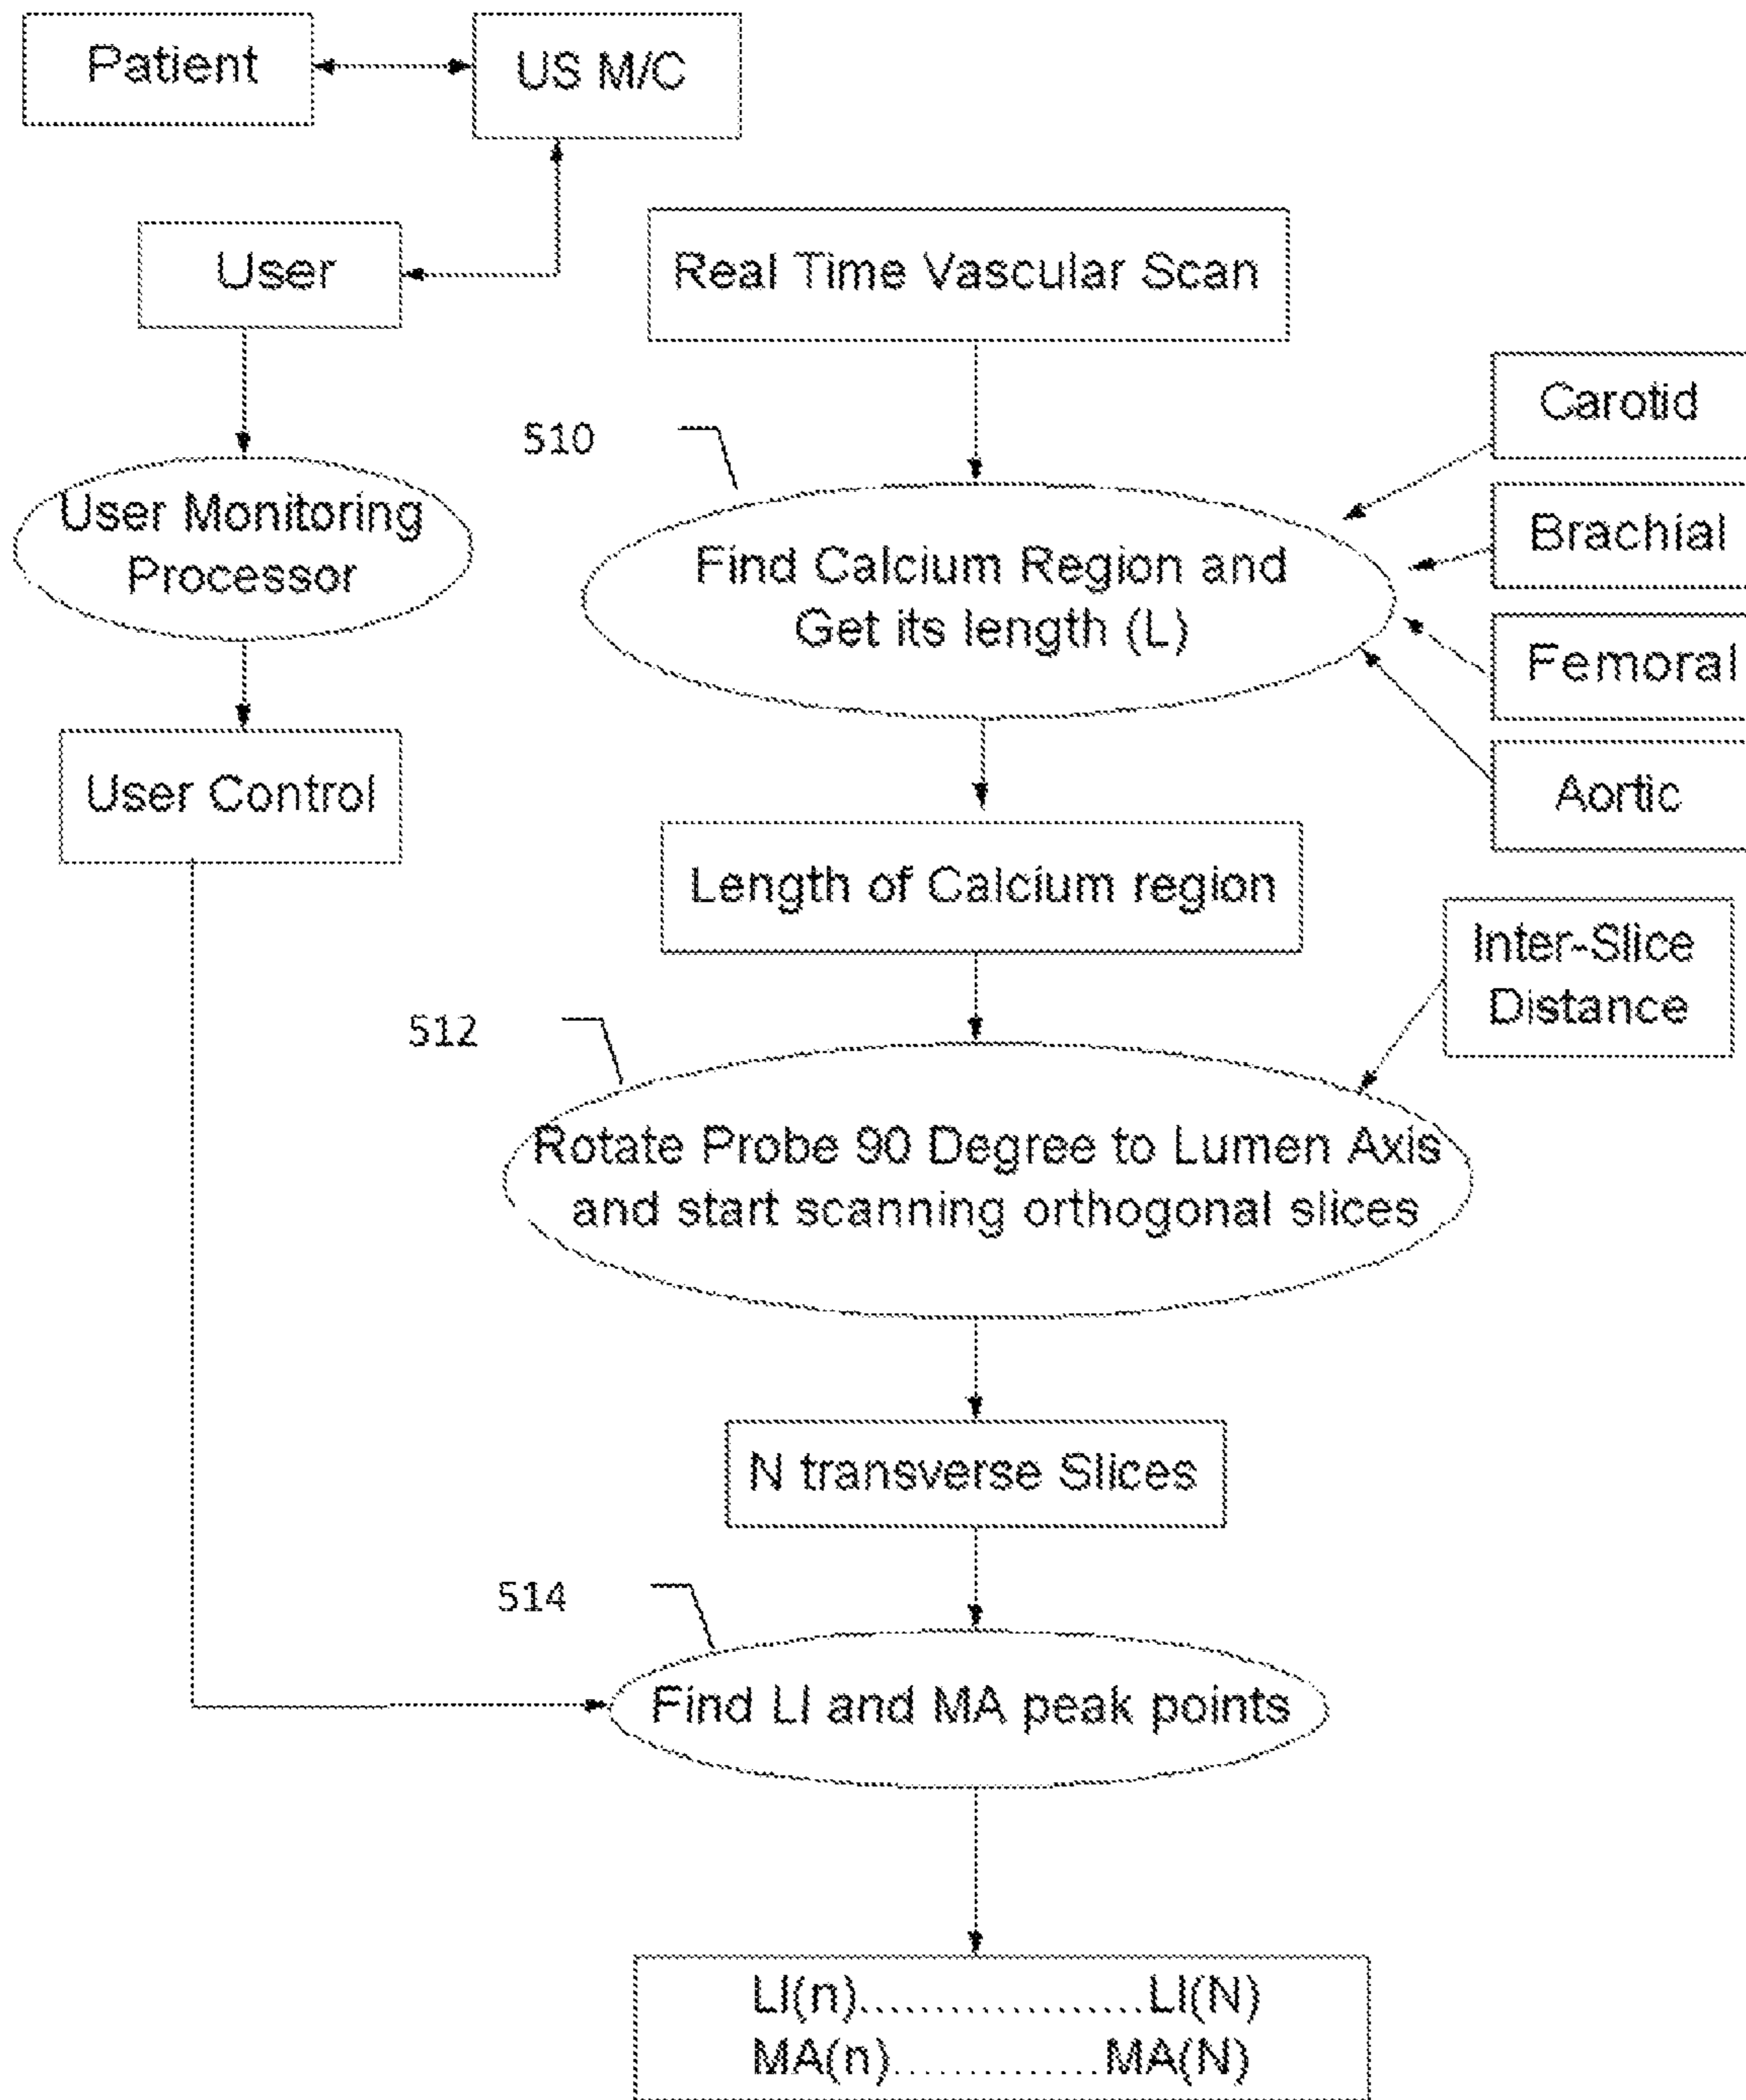 Patient
US M/C
User
Real Time Vascular Scan
Carotid
510
User Monitoring
Processor
Brachial
Find Calcium Region and
Get its length (L)
Femoral
User Control
Aortic
Length of Calcium region
Inter-Slice
Distance
512
Rotate Probe 90 Degree to Lumen Axis
and start scanning orthogonal slices
N transverse Slices
514
Find LI and MA peak points
LI(n)...................LI(N)
MA(n)..............MA(N)